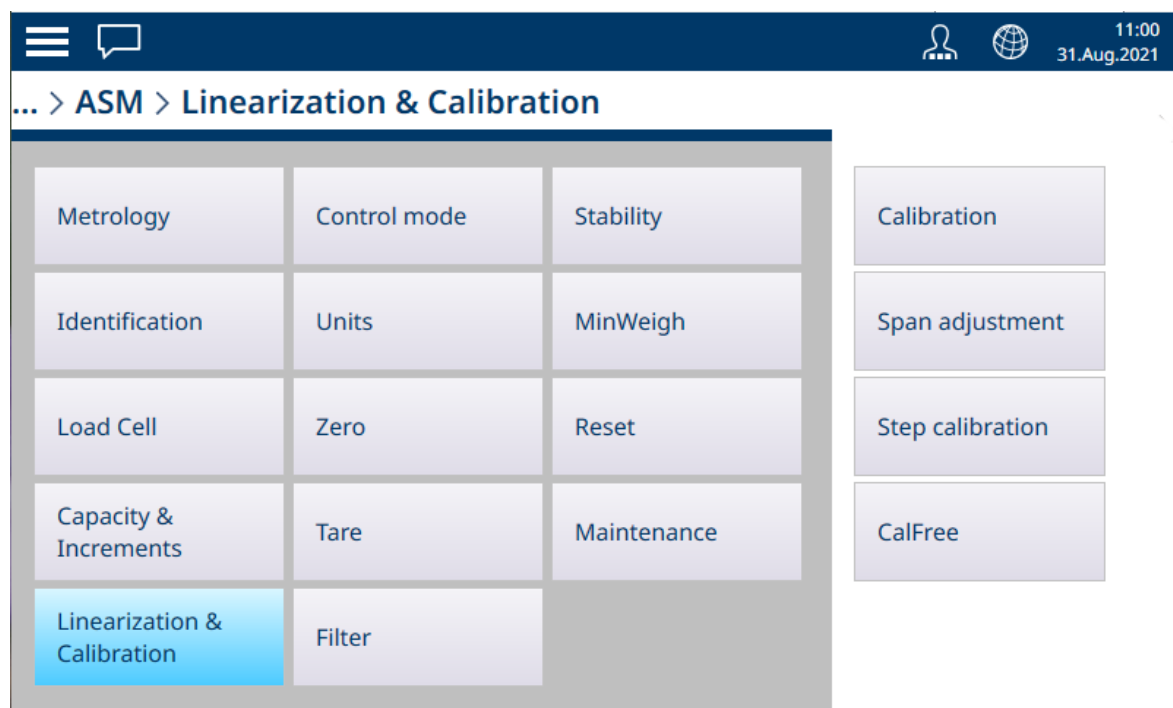 11:00
31.Aug.2021
... > ASM > Linearization & Calibration
Metrology
Control mode
Stability
Calibration
Identification
Units
MinWeigh
Span adjustment
Load Cell
Zero
Reset
Step calibration
Capacity &
Increments
Tare
Maintenance
CalFree
Linearization &
Calibration
Filter